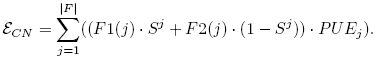 $\mathcal{E}_{CN} = \sum_{j=1}^{|F|} ((F1(j) \cdot S^j + F2(j) \cdot (1 - S^j)) \cdot PUE_j).$